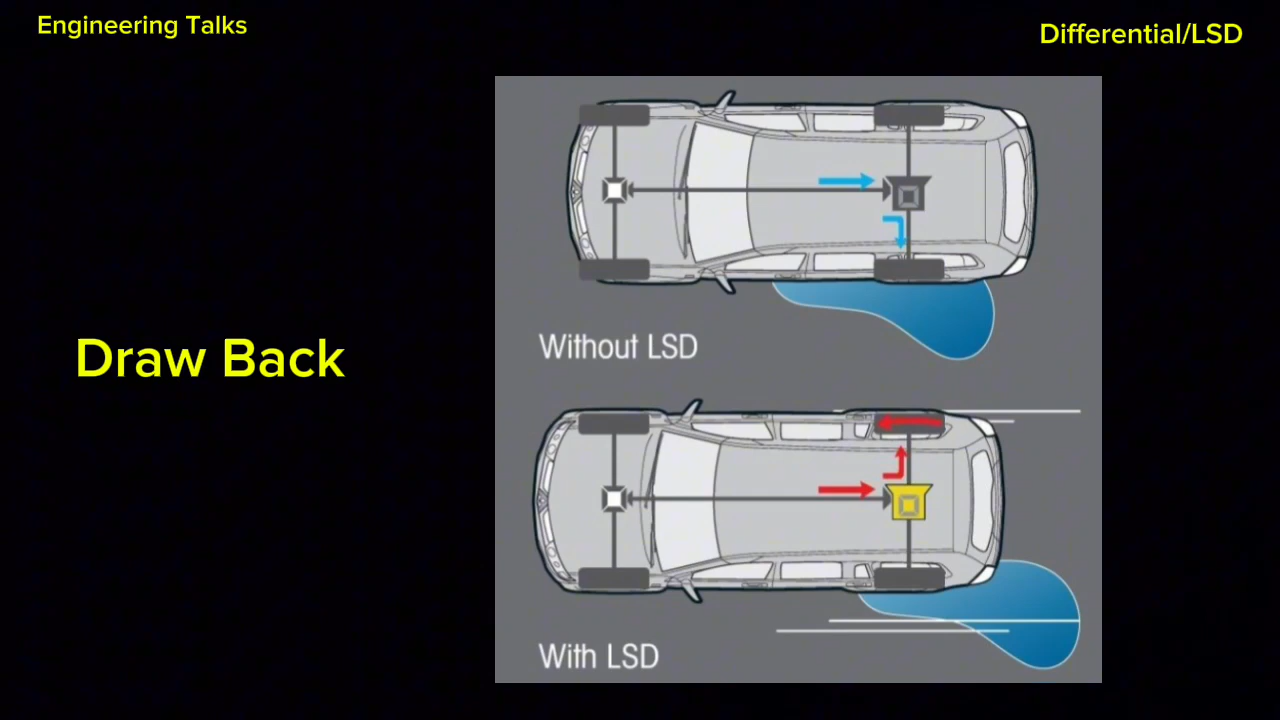 Engineering Talks
Differential/LSD
Draw Back
Without LSD
With LSD